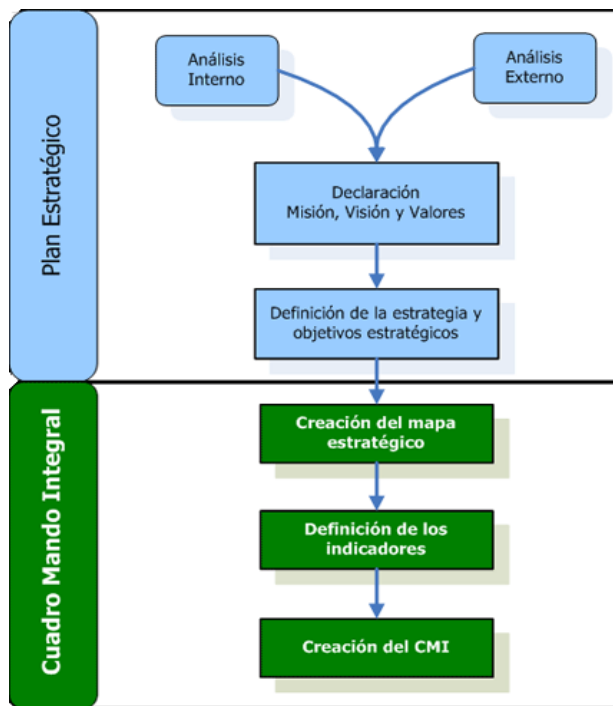 Plan Estratégico
Análisis
Interno
Análisis
Externo
Declaración
Misión, Visión y Valores
Definición de la estrategia y
objetivos estratégicos
Cuadro Mando Integral
Creación del mapa
estratégico
Definición de los
indicadores
Creación del CMI